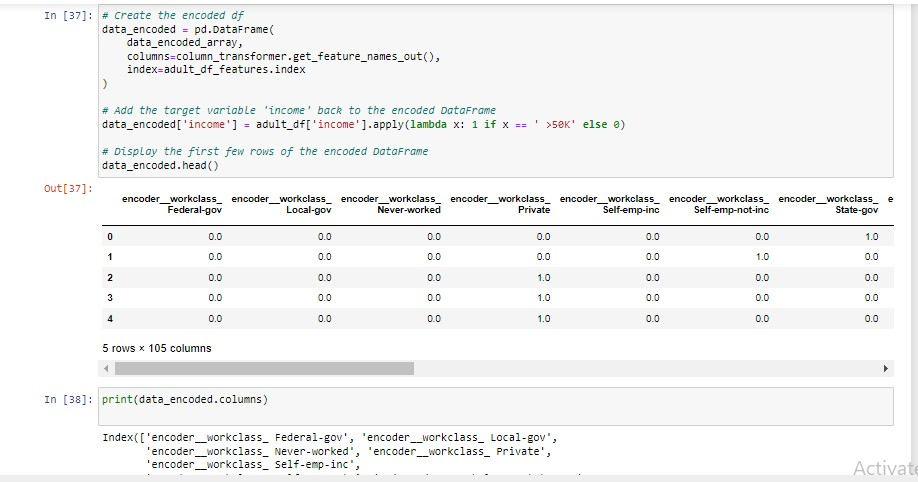 In [37]: # Create the encoded df
data_encoded = pd.DataFrame(
    data_encoded_array,
    columns=column_transformer.get_feature_names_out(),
    index=adult_df_features.index
)

# Add the target variable 'income' back to the encoded DataFrame
data_encoded['income'] = adult_df['income'].apply(lambda x: 1 if x == ' >50K' else 0)

# Display the first few rows of the encoded DataFrame
data_encoded.head()
Out[37]:
encoder__workclass_ encoder__workclass_ encoder__workclass_ encoder__workclass_ encoder__workclass_ encoder__workclass_ encoder__workclass_ e
Federal-gov Local-gov Never-worked Private Self-emp-inc Self-emp-not-inc State-gov
0 0.0 0.0 0.0 0.0 0.0 0.0 1.0
1 0.0 0.0 0.0 0.0 0.0 1.0 0.0
2 0.0 0.0 0.0 1.0 0.0 0.0 0.0
3 0.0 0.0 0.0 1.0 0.0 0.0 0.0
4 0.0 0.0 0.0 1.0 0.0 0.0 0.0
5 rows × 105 columns
In [38]: print(data_encoded.columns)
Index(['encoder__workclass_ Federal-gov', 'encoder__workclass_ Local-gov',
       'encoder__workclass_ Never-worked', 'encoder__workclass_ Private',
       'encoder__workclass_ Self-emp-inc',
Activate